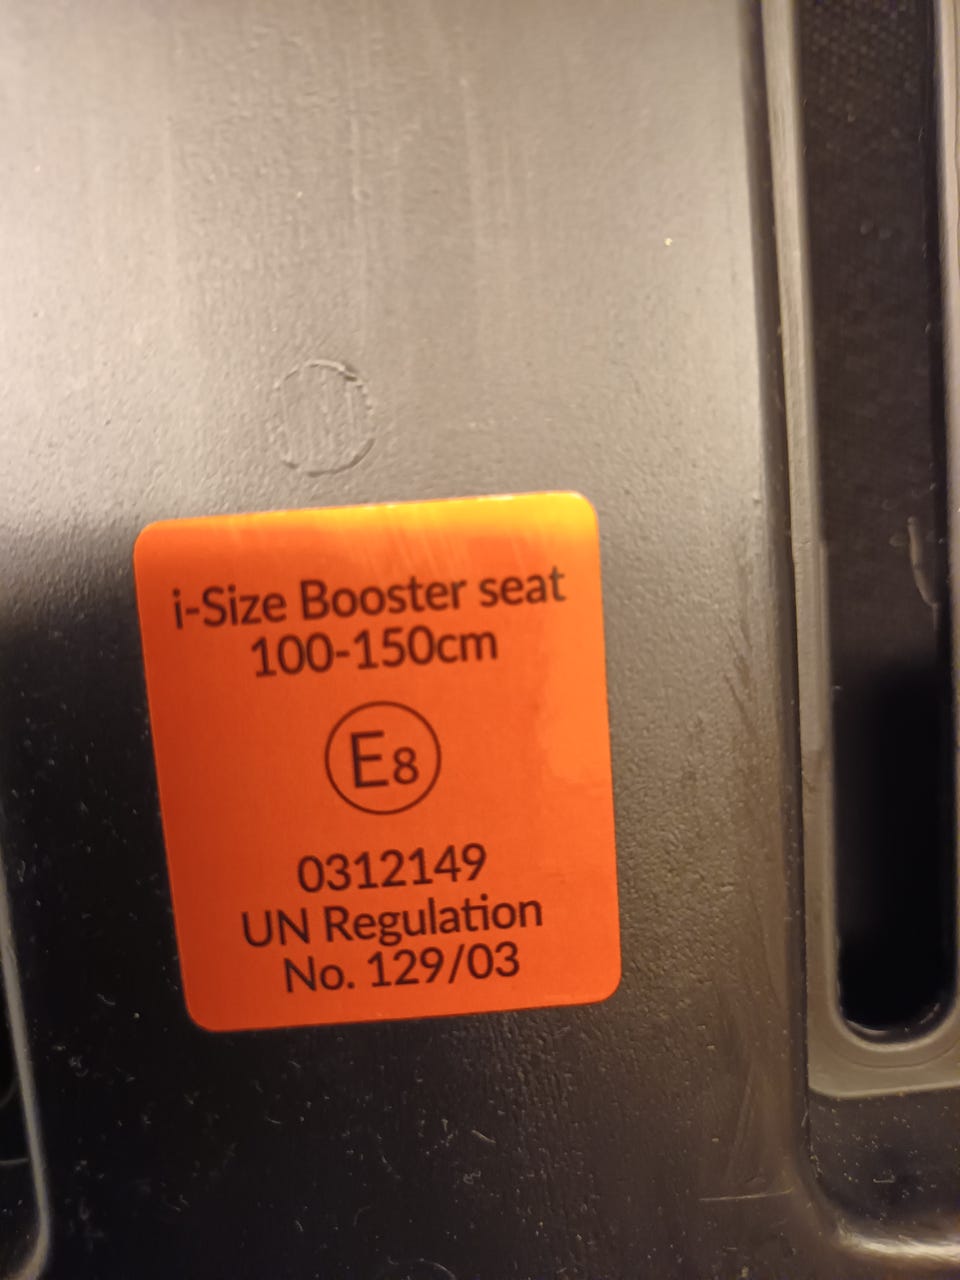 i-Size Booster seat
100-150cm
E8
0312149
UN Regulation
No. 129/03